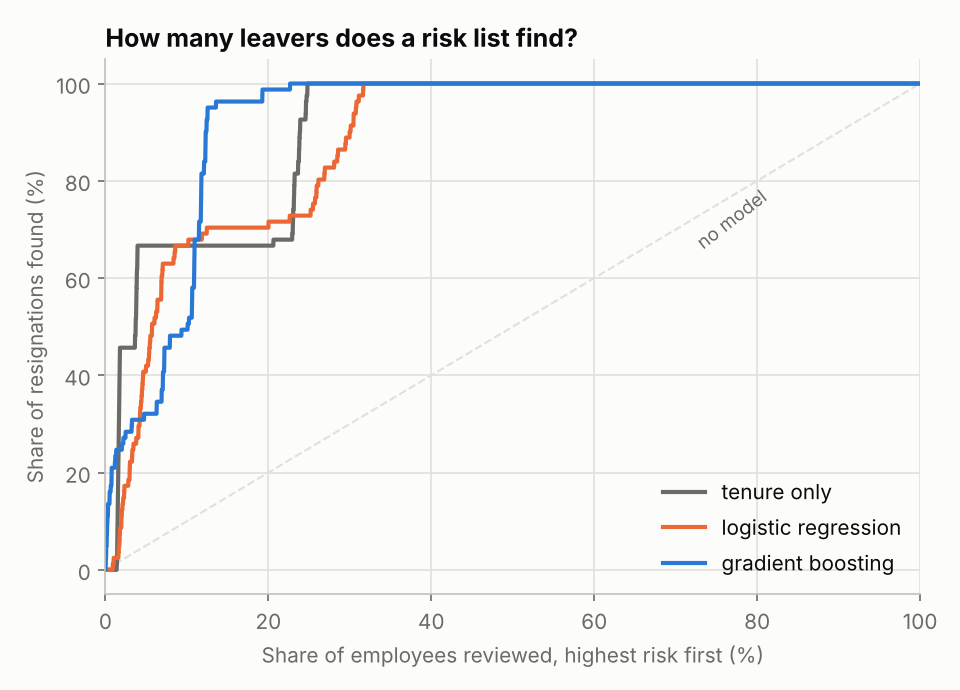 How many leavers does a risk list find?
Share of resignations found (%)
100
80
60
40
20
0
no model
tenure only
logistic regression
gradient boosting
0 20 40 60 80 100
Share of employees reviewed, highest risk first (%)